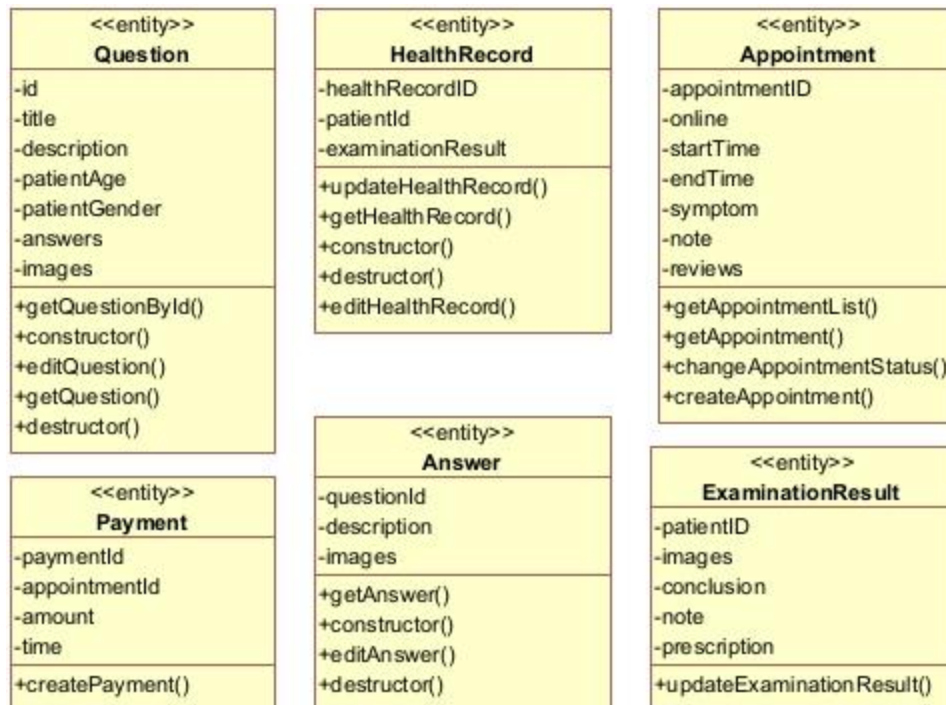 <<entity>>
Question
-id
-title
-description
-patientAge
-patientGender
-answers
-images
+getQuestionById()
+constructor()
+editQuestion()
+getQuestion()
+destructor()
<<entity>>
HealthRecord
-healthRecordID
-patientId
-examinationResult
+updateHealthRecord()
+getHealthRecord()
+constructor()
+destructor()
+editHealthRecord()
<<entity>>
Appointment
-appointmentID
-online
-startTime
-endTime
-symptom
-note
-reviews
+getAppointmentList()
+getAppointment()
+changeAppointmentStatus()
+createAppointment()
<<entity>>
Payment
-paymentId
-appointmentId
-amount
-time
+createPayment()
<<entity>>
Answer
-questionId
-description
-images
+getAnswer()
+constructor()
+editAnswer()
+destructor()
<<entity>>
ExaminationResult
-patientID
-images
-conclusion
-note
-prescription
+updateExaminationResult()